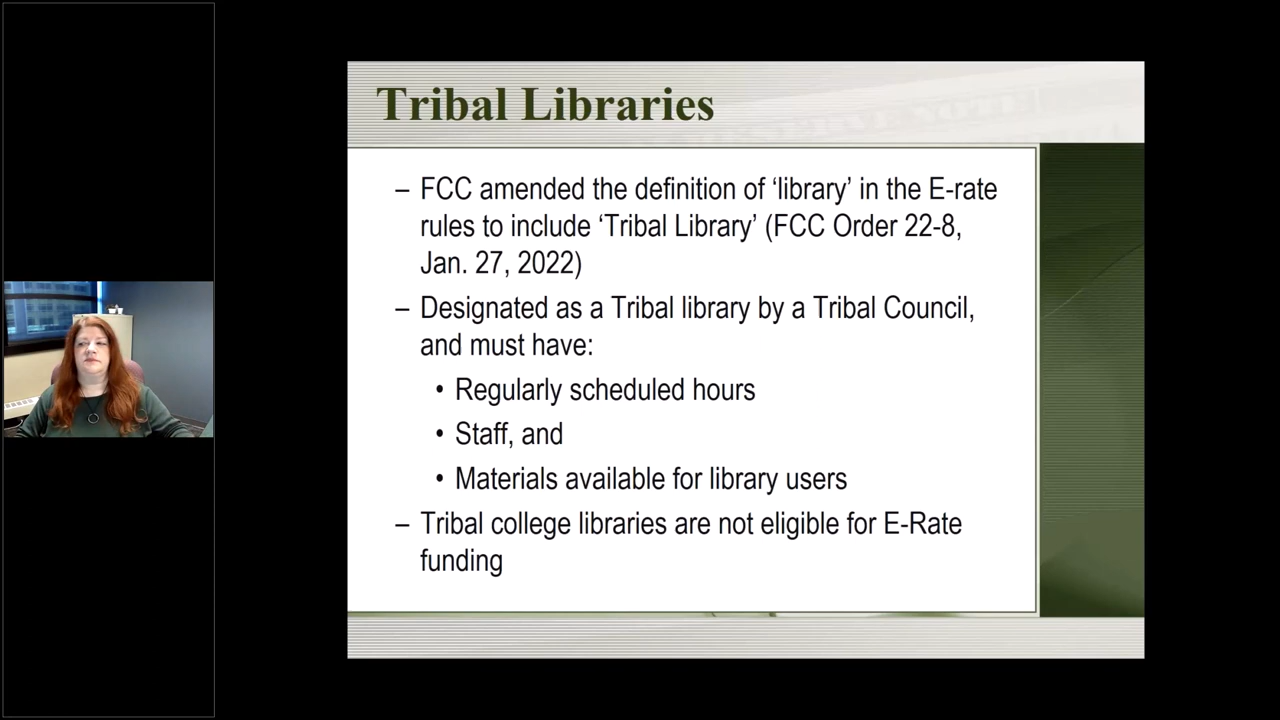 Tribal Libraries
– FCC amended the definition of ‘library’ in the E-rate
rules to include ‘Tribal Library’ (FCC Order 22-8,
Jan. 27, 2022)
– Designated as a Tribal library by a Tribal Council,
and must have:
• Regularly scheduled hours
• Staff, and
• Materials available for library users
– Tribal college libraries are not eligible for E-Rate
funding